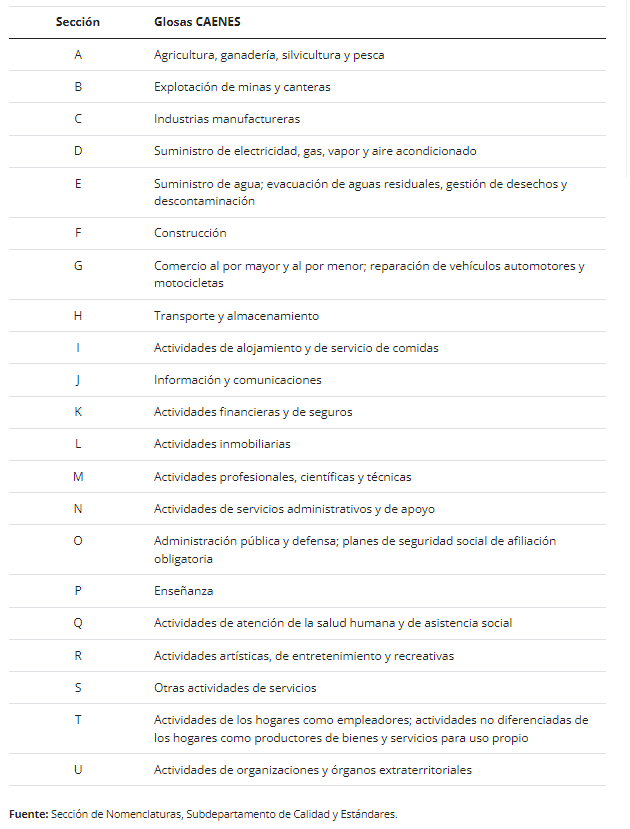 Sección Glosas CAENES
A Agricultura, ganadería, silvicultura y pesca
B Explotación de minas y canteras
C Industrias manufactureras
D Suministro de electricidad, gas, vapor y aire acondicionado
E Suministro de agua; evacuación de aguas residuales, gestión de desechos y
descontaminación
F Construcción
G Comercio al por mayor y al por menor; reparación de vehículos automotores y
motocicletas
H Transporte y almacenamiento
I Actividades de alojamiento y de servicio de comidas
J Información y comunicaciones
K Actividades financieras y de seguros
L Actividades inmobiliarias
M Actividades profesionales, científicas y técnicas
N Actividades de servicios administrativos y de apoyo
O Administración pública y defensa; planes de seguridad social de afiliación
obligatoria
P Enseñanza
Q Actividades de atención de la salud humana y de asistencia social
R Actividades artísticas, de entretenimiento y recreativas
S Otras actividades de servicios
T Actividades de los hogares como empleadores; actividades no diferenciadas de
los hogares como productores de bienes y servicios para uso propio
U Actividades de organizaciones y órganos extraterritoriales
Fuente: Sección de Nomenclaturas, Subdepartamento de Calidad y Estándares.